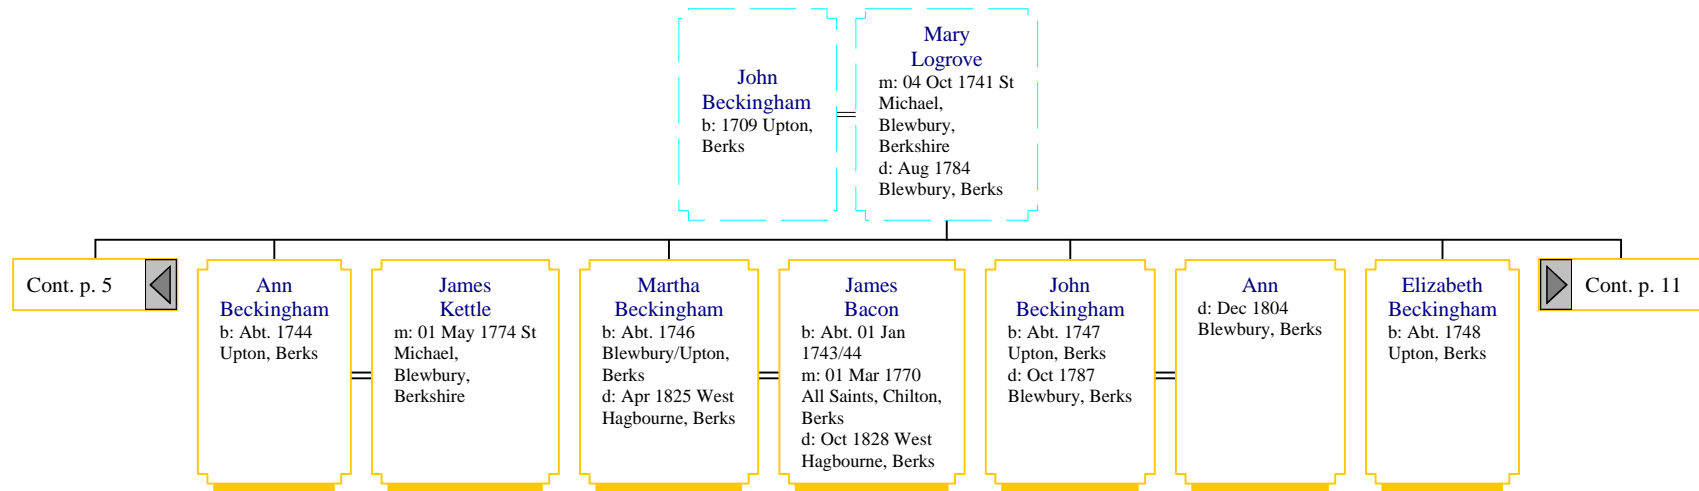 John
Beckingham
b: 1709 Upton,
Berks
Mary
Logrove
m: 04 Oct 1741 St
Michael,
Blewbury,
Berkshire
d: Aug 1784
Blewbury, Berks
Cont. p. 5
Ann
Beckingham
b: Abt. 1744
Upton, Berks
James
Kettle
m: 01 May 1774 St
Michael,
Blewbury,
Berkshire
Martha
Beckingham
b: Abt. 1746
Blewbury/Upton,
Berks
d: Apr 1825 West
Hagbourne, Berks
James
Bacon
b: Abt. 01 Jan
1743/44
m: 01 Mar 1770
All Saints, Chilton,
Berks
d: Oct 1828 West
Hagbourne, Berks
John
Beckingham
b: Abt. 1747
Upton, Berks
d: Oct 1787
Blewbury, Berks
Ann
d: Dec 1804
Blewbury, Berks
Elizabeth
Beckingham
b: Abt. 1748
Upton, Berks
Cont. p. 11